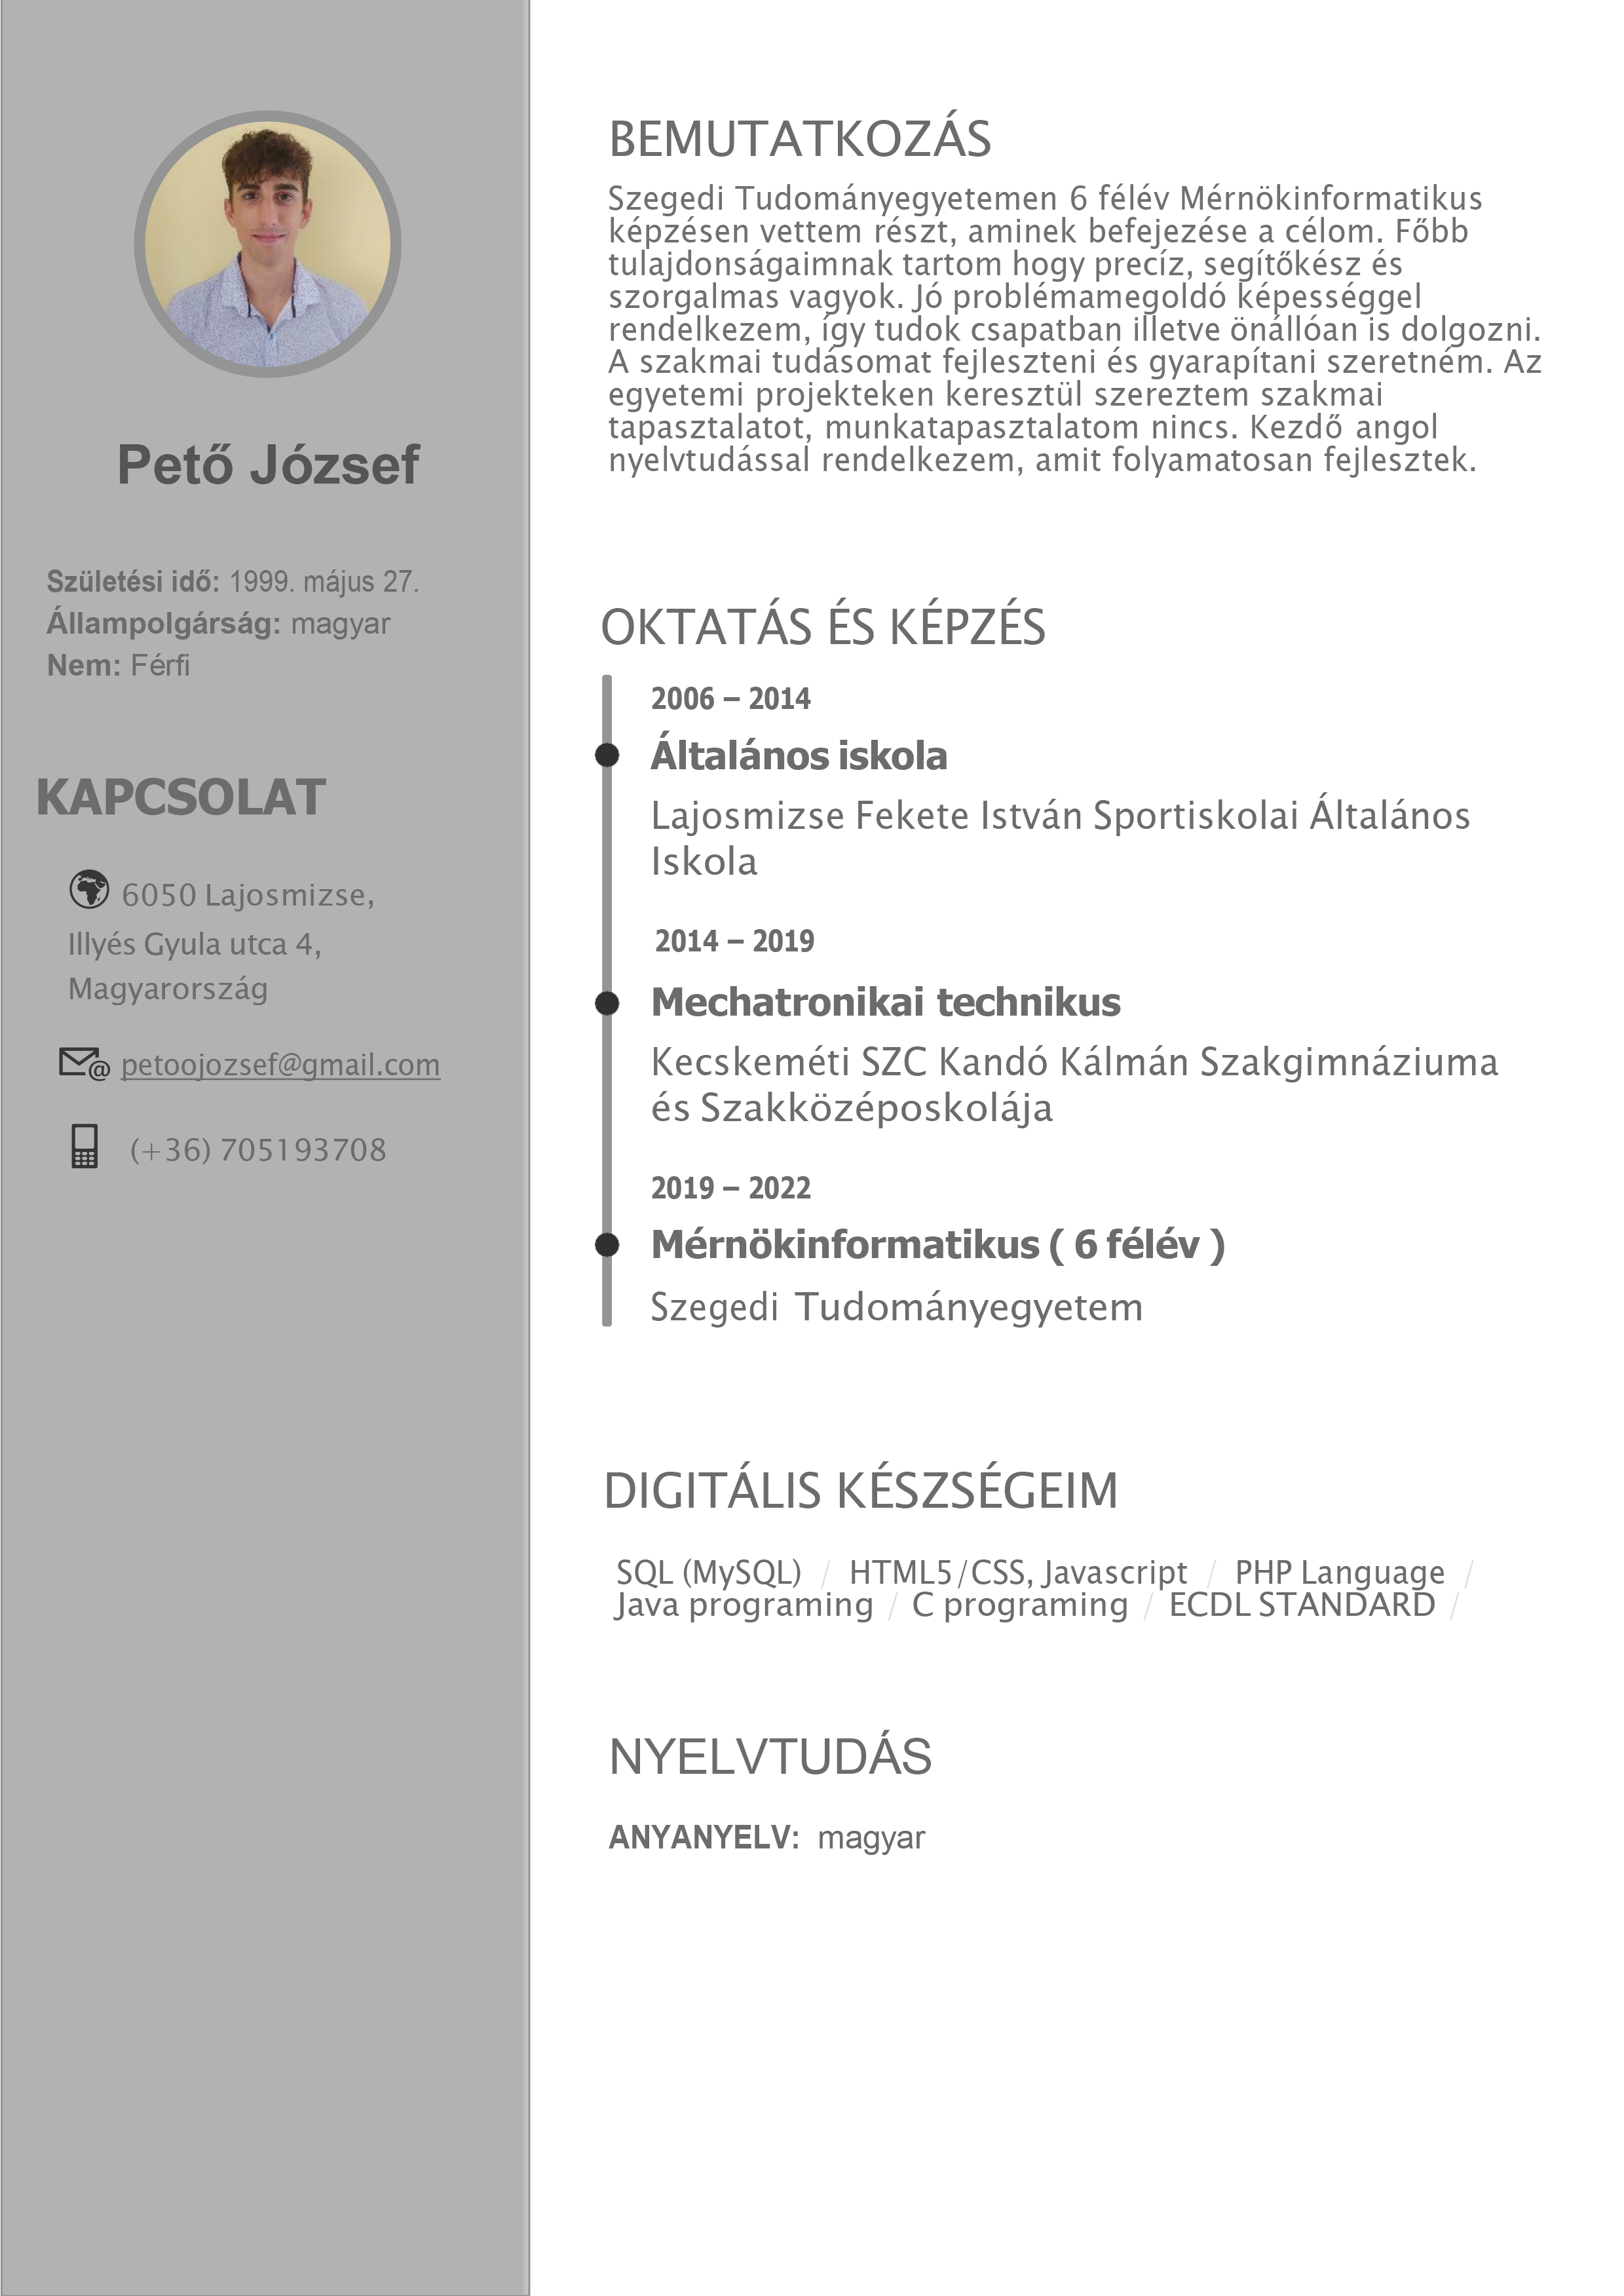 Pető József
Születési idő: 1999. május 27.
Állampolgárság: magyar
Nem: Férfi
KAPCSOLAT
6050 Lajosmizse,
Illyés Gyula utca 4,
Magyarország
petoojozsef@gmail.com
(+36) 705193708
BEMUTATKOZÁS
Szegedi Tudományegyetemen 6 félév Mérnökinformatikus
képzésen vettem részt, aminek befejezése a célom. Főbb
tulajdonságaimnak tartom hogy precíz, segítőkész és
szorgalmas vagyok. Jó problémamegoldó képességgel
rendelkezem, így tudok csapatban illetve önállóan is dolgozni.
A szakmai tudásomat fejleszteni és gyarapítani szeretném. Az
egyetemi projekteken keresztül szereztem szakmai
tapasztalatot, munkatapasztalatom nincs. Kezdő angol
nyelvtudással rendelkezem, amit folyamatosan fejlesztek.
OKTATÁS ÉS KÉPZÉS
2006 – 2014
Általános iskola
Lajosmizse Fekete István Sportiskolai Általános
Iskola
2014 – 2019
Mechatronikai technikus
Kecskeméti SZC Kandó Kálmán Szakgimnáziuma
és Szakközéposkolája
2019 – 2022
Mérnökinformatikus ( 6 félév )
Szegedi Tudományegyetem
DIGITÁLIS KÉSZSÉGEIM
SQL (MySQL) / HTML5/CSS, Javascript / PHP Language /
Java programing / C programing / ECDL STANDARD /
NYELVTUDÁS
ANYANYELV: magyar